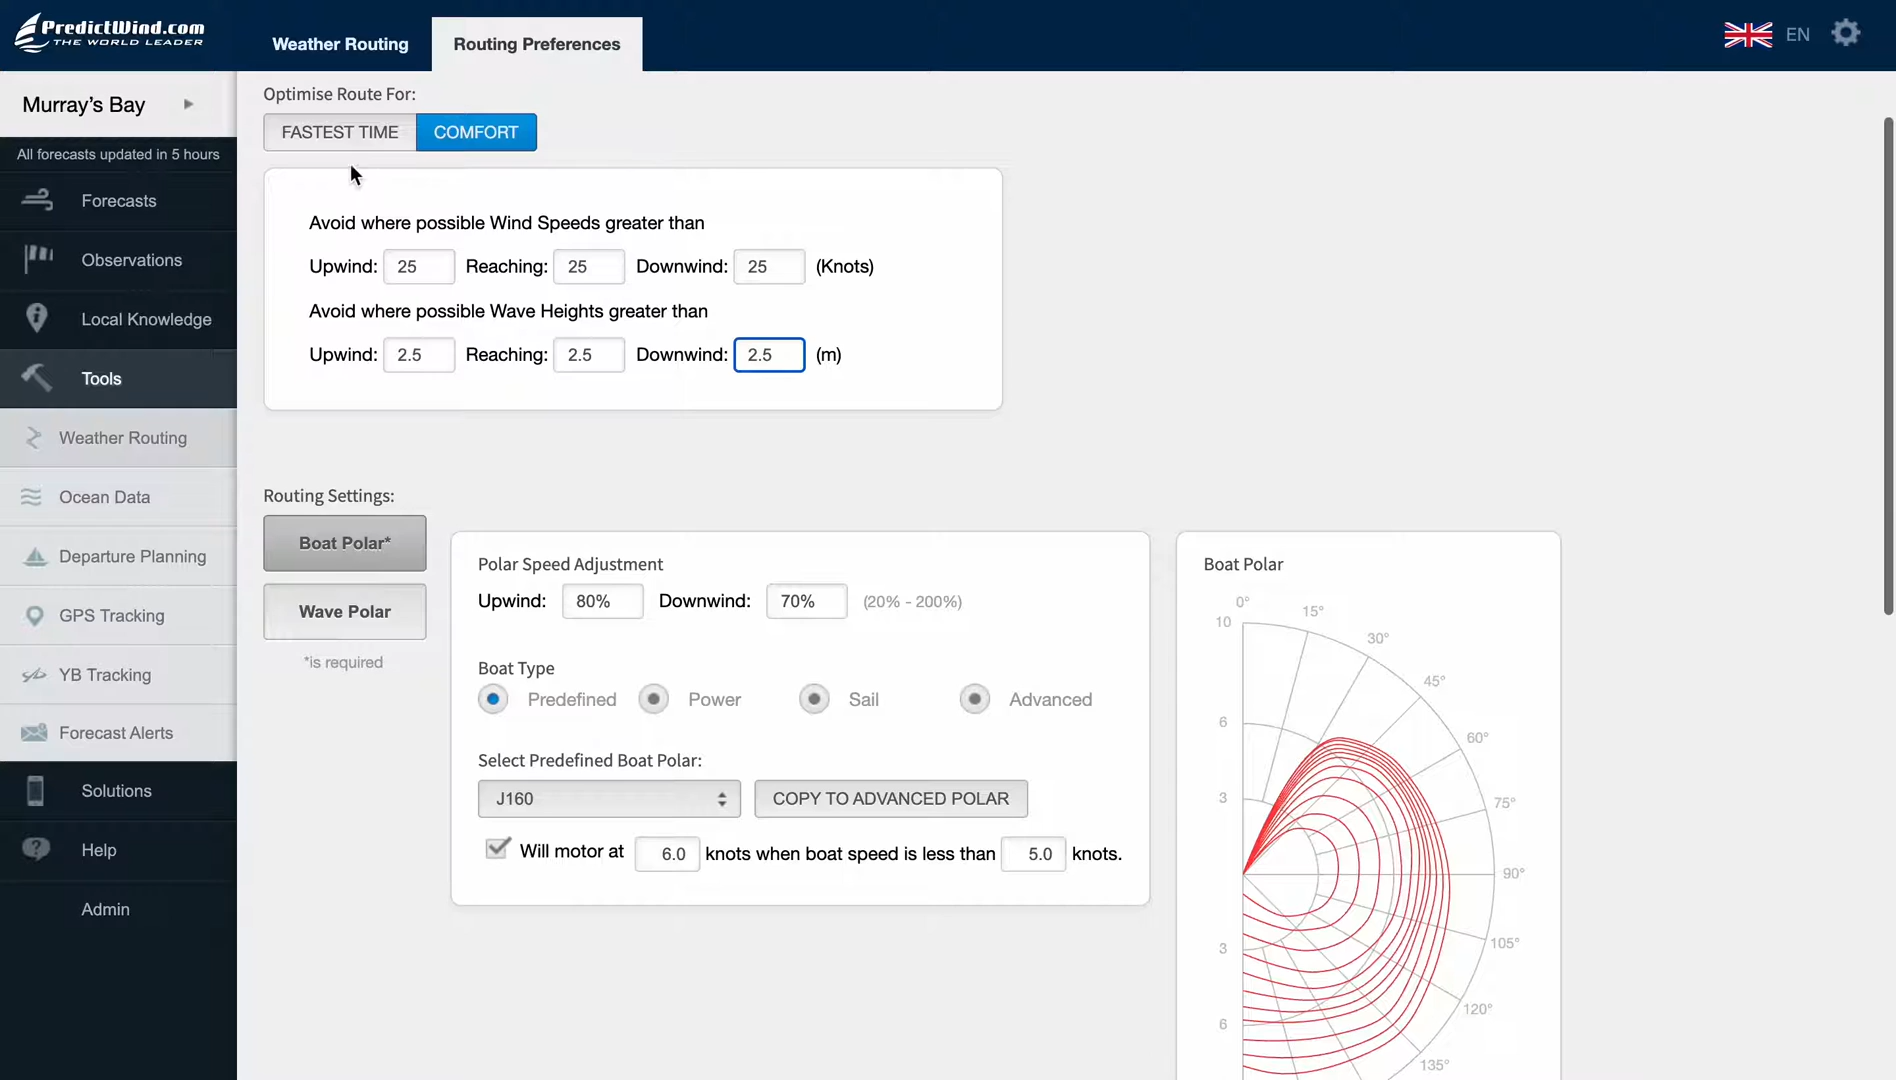 PredictWind.com
THE WORLD LEADER
Weather Routing
Routing Preferences
EN
Murray's Bay
All forecasts updated in 5 hours
Forecasts
Observations
Local Knowledge
Tools
Weather Routing
Ocean Data
Departure Planning
GPS Tracking
YB Tracking
Forecast Alerts
Solutions
Help
Admin
Optimise Route For:
FASTEST TIME COMFORT
Avoid where possible Wind Speeds greater than
Upwind: 25 Reaching: 25 Downwind: 25 (Knots)
Avoid where possible Wave Heights greater than
Upwind: 2.5 Reaching: 2.5 Downwind: 2.5 (m)
Routing Settings:
Boat Polar*
Wave Polar
*is required
Polar Speed Adjustment
Upwind: 80% Downwind: 70% (20% - 200%)
Boat Type
Predefined Power Sail Advanced
Select Predefined Boat Polar:
J160 COPY TO ADVANCED POLAR
Will motor at 6.0 knots when boat speed is less than 5.0 knots.
Boat Polar
0°
15°
10
30°
45°
6
60°
3
75°
90°
105°
3
120°
6
135°